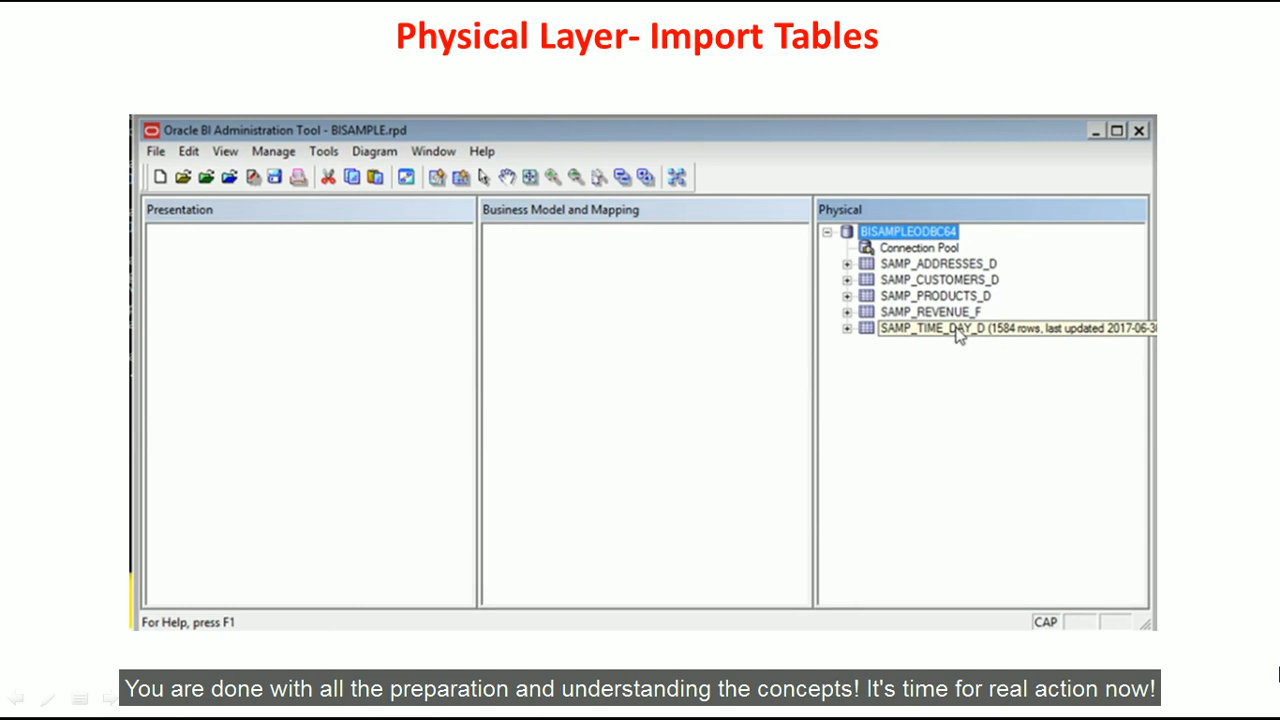 Physical Layer- Import Tables
Oracle BI Administration Tool - BISAMPLE.rpd
File Edit View Manage Tools Diagram Window Help
Presentation
Business Model and Mapping
Physical
BISAMPLEODBC64
Connection Pool
SAMP_ADDRESSES_D
SAMP_CUSTOMERS_D
SAMP_PRODUCTS_D
SAMP_REVENUE_F
SAMP_TIME_DAY_D (1584 rows, last updated 2017-06-30
For Help, press F1
CAP
You are done with all the preparation and understanding the concepts! It's time for real action now!